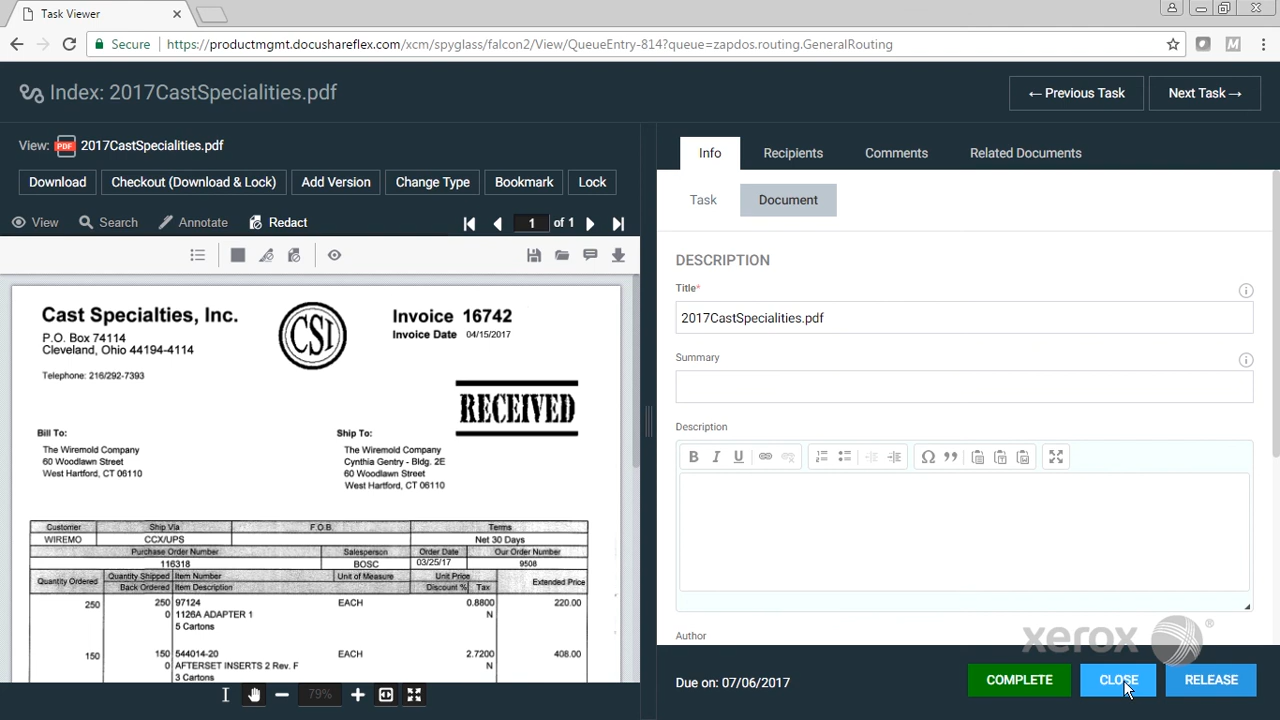 Task Viewer
Secure https://productmgmt.docushareflex.com/xcm/spyglass/falcon2/View/QueueEntry-814?queue=zapdos.routing.GeneralRouting
Index: 2017CastSpecialities.pdf
← Previous Task
Next Task →
View: PDF 2017CastSpecialities.pdf
Download
Checkout (Download & Lock)
Add Version
Change Type
Bookmark
Lock
View
Search
Annotate
Redact
1 of 1
Cast Specialties, Inc.
P.O. Box 74114
Cleveland, Ohio 44194-4114
Telephone: 216/292-7393
CSI
Invoice 16742
Invoice Date 04/15/2017
RECEIVED
Bill To:
The Wiremold Company
60 Woodlawn Street
West Hartford, CT 06110
Ship To:
The Wiremold Company
Cynthia Gentry - Bldg. 2E
60 Woodlawn Street
West Hartford, CT 06110
Customer Ship Via F.O.B. Terms
WIREMO CCX/UPS Net 30 Days
Purchase Order Number Salesperson Order Date Our Order Number
116318 BOSC 03/25/17 9508
Quantity Ordered Quantity Shipped Item Number Unit of Measure Unit Price Extended Price
Back Ordered Item Description Discount % Tax
250 250 97124 EACH 0.8800 220.00
0 1126A ADAPTER 1 N
5 Cartons
150 150 544014-20 EACH 2.7200 408.00
0 AFTERSET INSERTS 2 Rev. F N
3 Cartons
79%
Info
Recipients
Comments
Related Documents
Task
Document
DESCRIPTION
Title*
2017CastSpecialities.pdf
Summary
Description
B I U
Author
xerox ®
Due on: 07/06/2017
COMPLETE
CLOSE
RELEASE